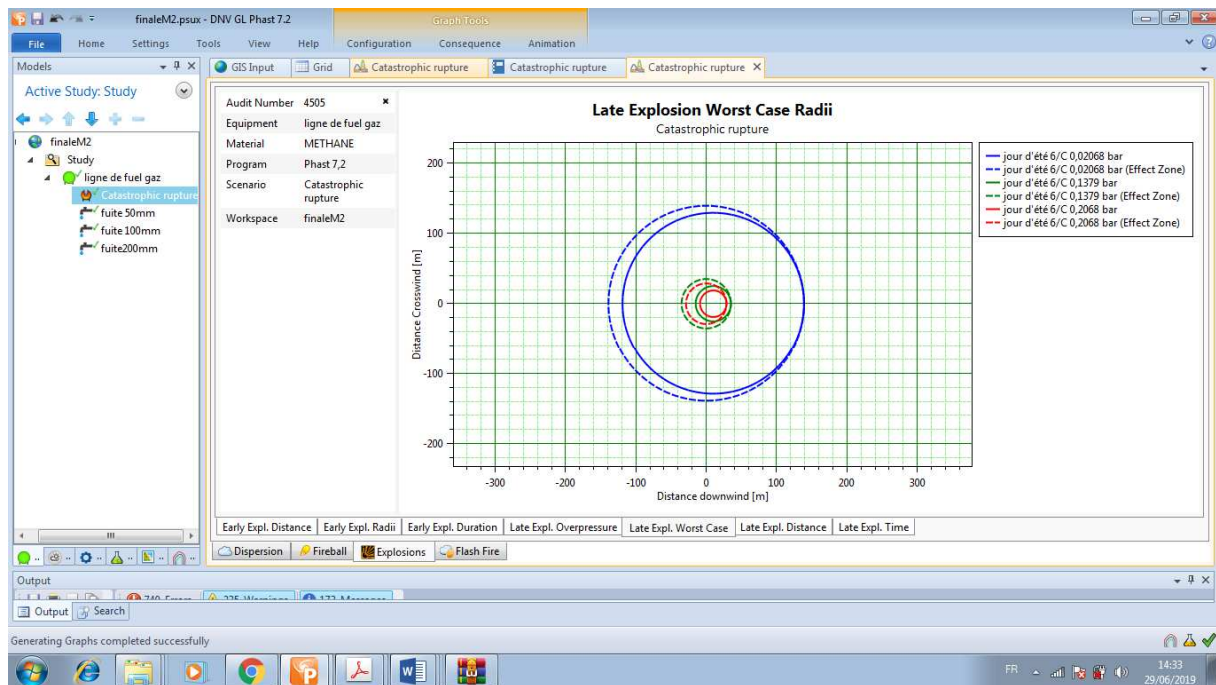 finaleM2.psux - DNV GL Phast 7.2
Graph Tools
File Home Settings Tools View Help Configuration Consequence Animation
Models
GIS Input Grid Catastrophic rupture Catastrophic rupture Catastrophic rupture
Active Study: Study
finaleM2
Study
ligne de fuel gaz
Catastrophic rupture
fuite 50mm
fuite 100mm
fuite200mm
Audit Number 4505
Equipment ligne de fuel gaz
Material METHANE
Program Phast 7,2
Scenario Catastrophic
rupture
Workspace finaleM2
Late Explosion Worst Case Radii
Catastrophic rupture
200
100
0
-100
-200
Distance Crosswind [m]
-300 -200 -100 0 100 200 300
Distance downwind [m]
jour d'été 6/C 0,02068 bar
jour d'été 6/C 0,02068 bar (Effect Zone)
jour d'été 6/C 0,1379 bar
jour d'été 6/C 0,1379 bar (Effect Zone)
jour d'été 6/C 0,2068 bar
jour d'été 6/C 0,2068 bar (Effect Zone)
Early Expl. Distance Early Expl. Radii Early Expl. Duration Late Expl. Overpressure Late Expl. Worst Case Late Expl. Distance Late Expl. Time
Dispersion Fireball Explosions Flash Fire
Output
Output Search
Generating Graphs completed successfully
FR
14:33
29/06/2019